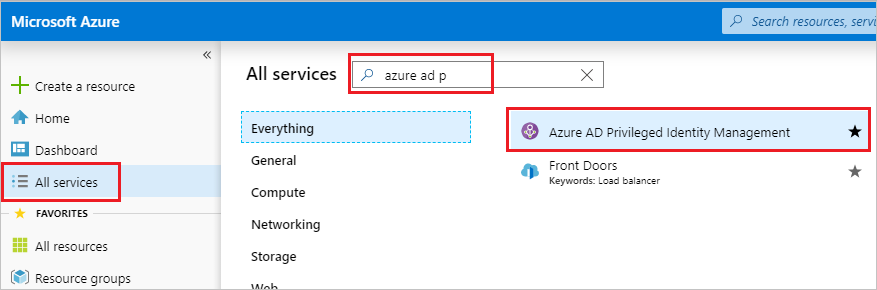 Microsoft Azure
Search resources, servi
«
Create a resource
Home
Dashboard
All services
FAVORITES
All resources
Resource groups
All services
azure ad p
Everything
General
Compute
Networking
Storage
Web
Azure AD Privileged Identity Management
Front Doors
Keywords: Load balancer